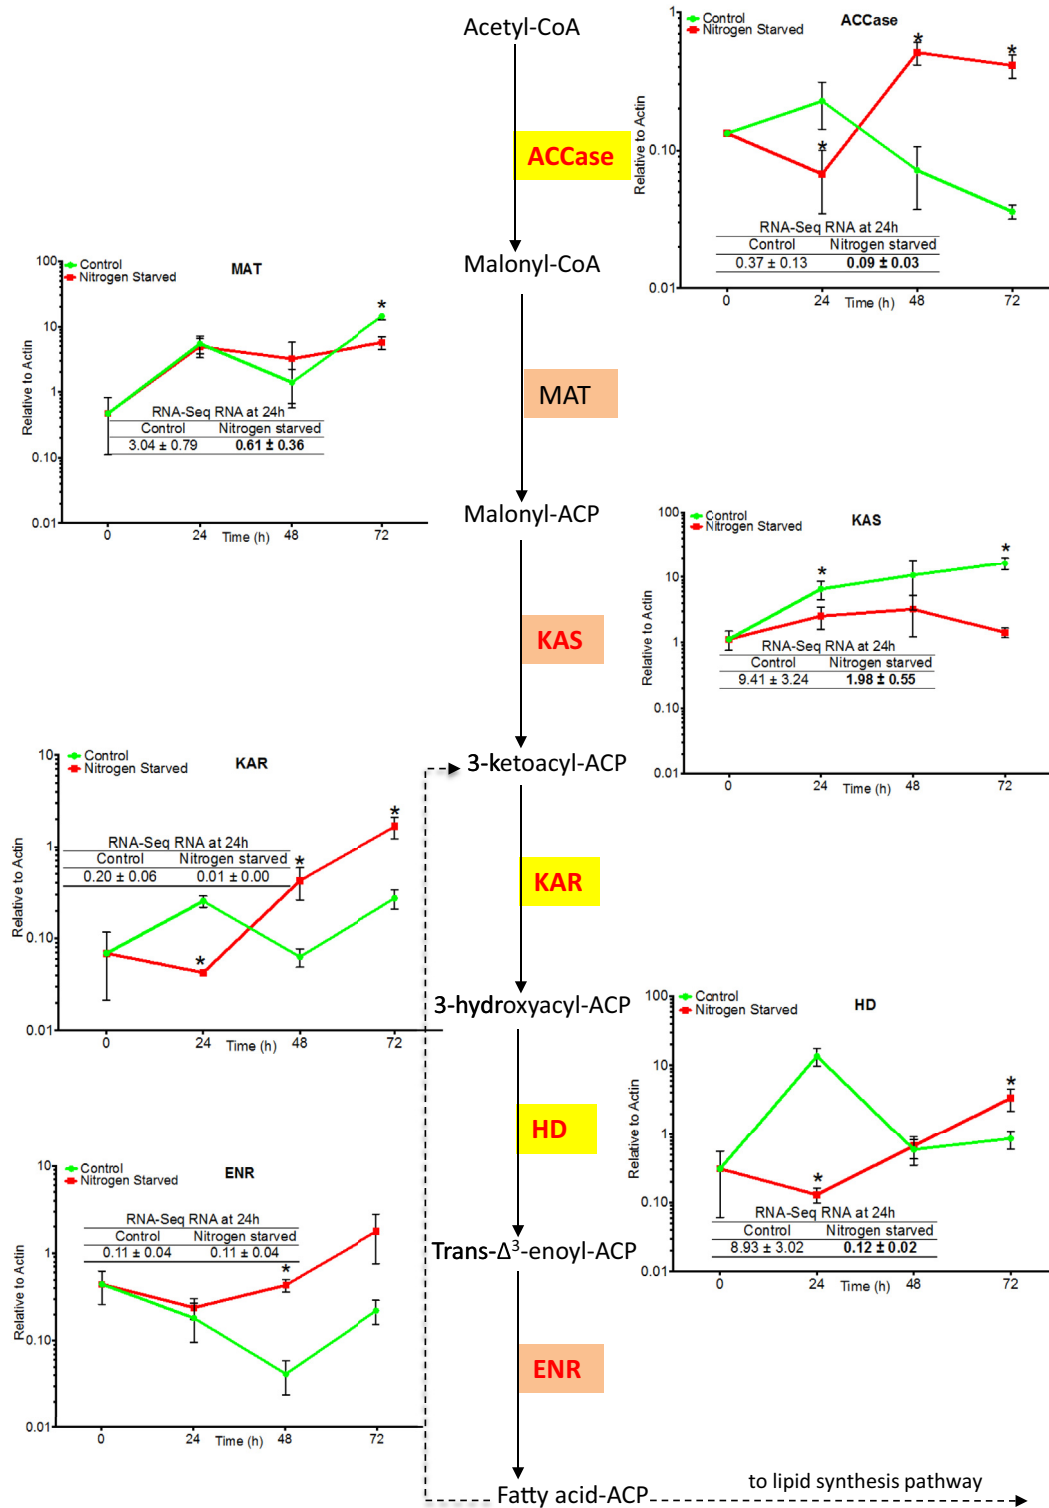 Acetyl-CoA
ACCase
Malonyl-CoA
MAT
Malonyl-ACP
KAS
3-ketoacyl-ACP
KAR
3-hydroxyacyl-ACP
HD
Trans-Δ³-enoyl-ACP
ENR
Fatty acid-ACP
to lipid synthesis pathway
ACCase
Control
Nitrogen Starved
Relative to Actin
1
0.10
0.01
RNA-Seq RNA at 24h
Control Nitrogen starved
0.37 ± 0.13 0.09 ± 0.03
0 24 48 72
Time (h)
* * *
MAT
Control
Nitrogen Starved
Relative to Actin
100
10
1
0.10
0.01
RNA-Seq RNA at 24h
Control Nitrogen starved
3.04 ± 0.79 0.61 ± 0.36
0 24 48 72
Time (h)
*
KAS
Control
Nitrogen Starved
Relative to Actin
100
10
1
0.10
0.01
RNA-Seq RNA at 24h
Control Nitrogen starved
9.41 ± 3.24 1.98 ± 0.55
0 24 48 72
Time (h)
* *
KAR
Control
Nitrogen Starved
Relative to Actin
10
1
0.10
0.01
RNA-Seq RNA at 24h
Control Nitrogen starved
0.20 ± 0.06 0.01 ± 0.00
0 24 48 72
Time (h)
* * *
HD
Control
Nitrogen Starved
Relative to Actin
100
10
1
0.10
0.01
RNA-Seq RNA at 24h
Control Nitrogen starved
8.93 ± 3.02 0.12 ± 0.02
0 24 48 72
Time (h)
* *
ENR
Control
Nitrogen Starved
Relative to Actin
10
1
0.10
0.01
RNA-Seq RNA at 24h
Control Nitrogen starved
0.11 ± 0.04 0.11 ± 0.04
0 24 48 72
Time (h)
*